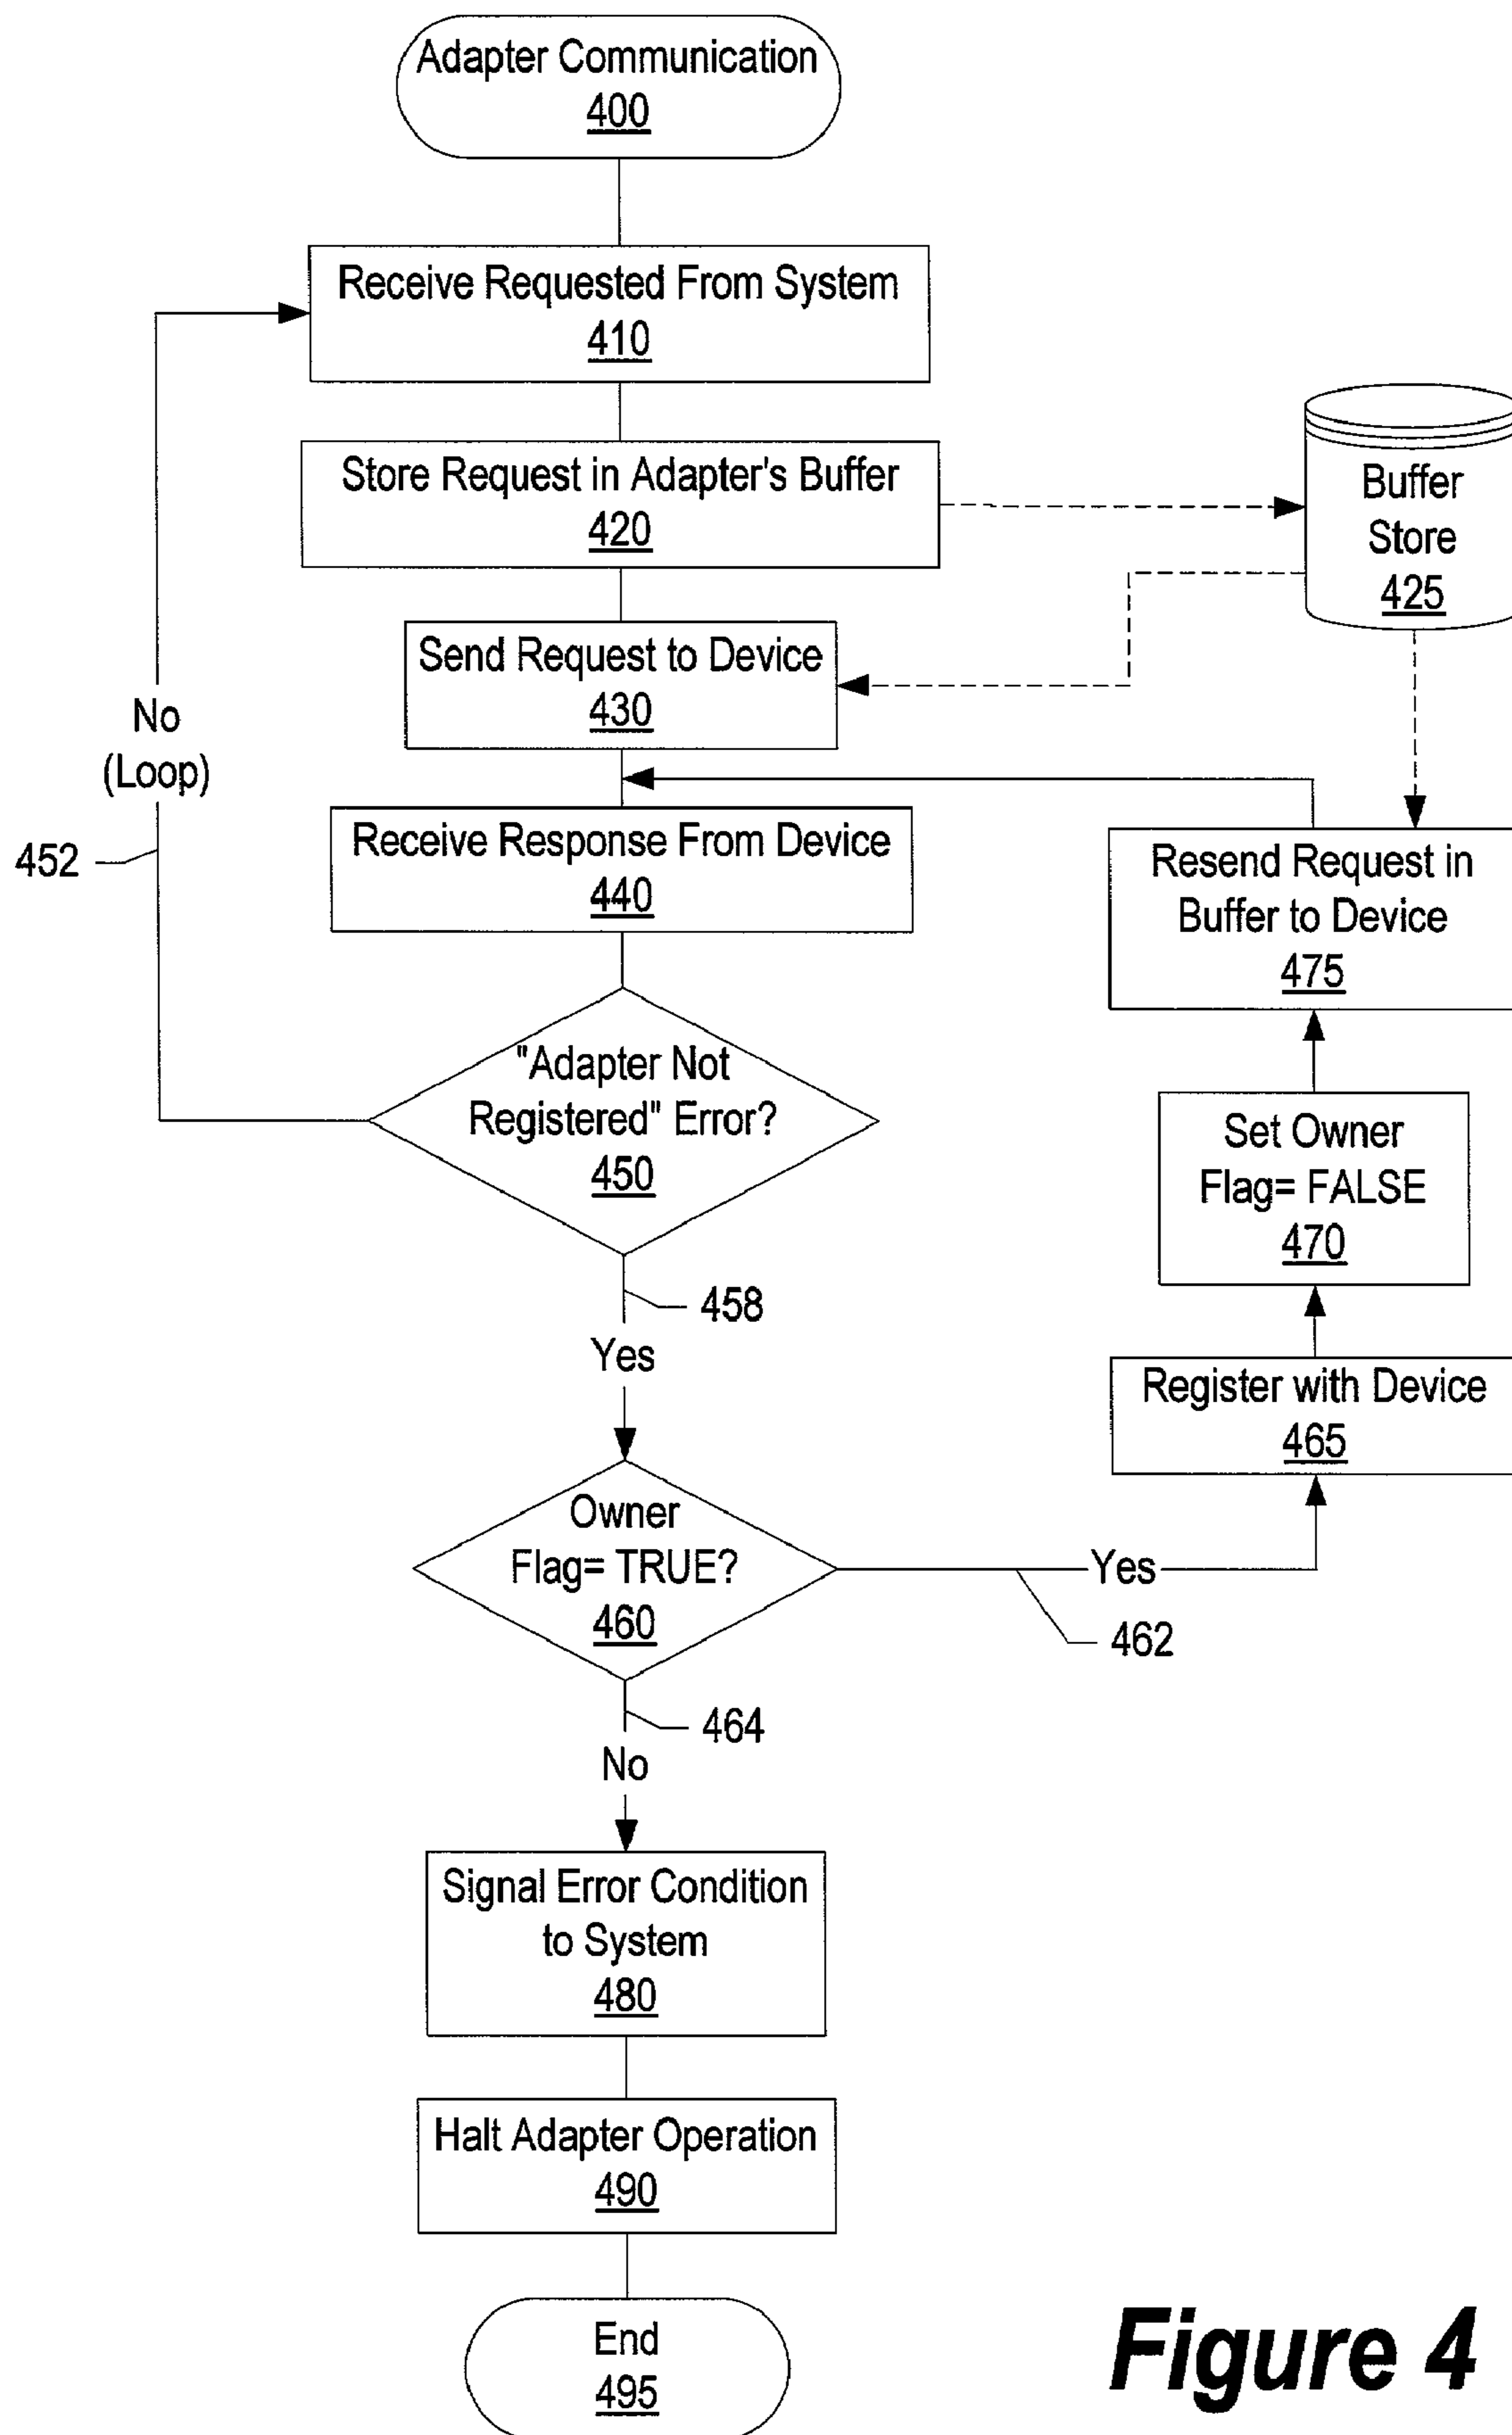 Adapter Communication
400
Receive Requested From System
410
Store Request in Adapter's Buffer
420
Buffer
Store
425
Send Request to Device
430
No
(Loop)
452
Receive Response From Device
440
Resend Request in
Buffer to Device
475
"Adapter Not
Registered" Error?
450
Set Owner
Flag= FALSE
470
458
Yes
Register with Device
465
Owner
Flag= TRUE?
460
Yes
462
464
No
Signal Error Condition
to System
480
Halt Adapter Operation
490
End
495
Figure 4